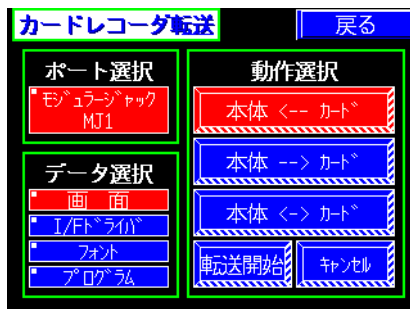 カードレコーダ転送
戻る
ポート選択
モジュラージャック
MJ1
データ選択
画 面
I/Fドライバ
フォント
プログラム
動作選択
本体 <-- カード
本体 --> カード
本体 <-> カード
転送開始
キャンセル